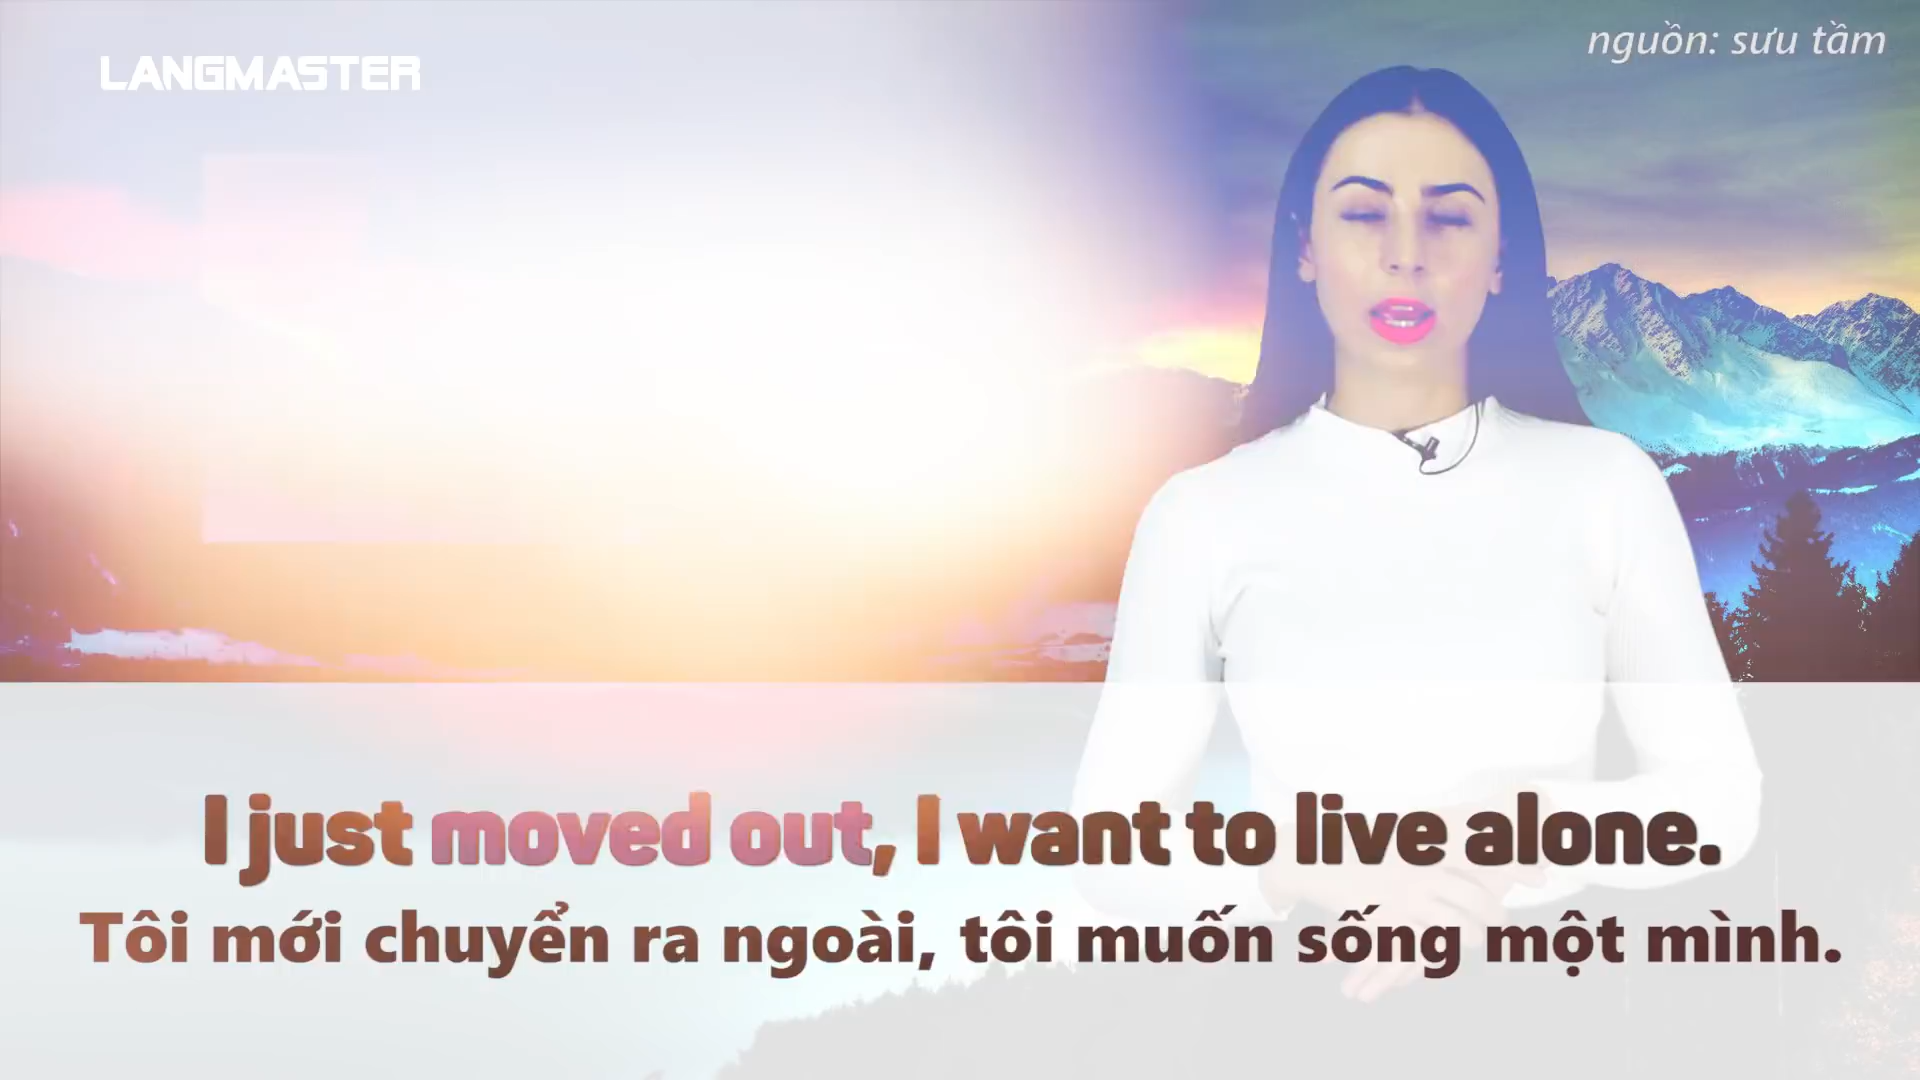 nguồn: sưu tầm
LANGMASTER
I just moved out, I want to live alone.
Tôi mới chuyển ra ngoài, tôi muốn sống một mình.